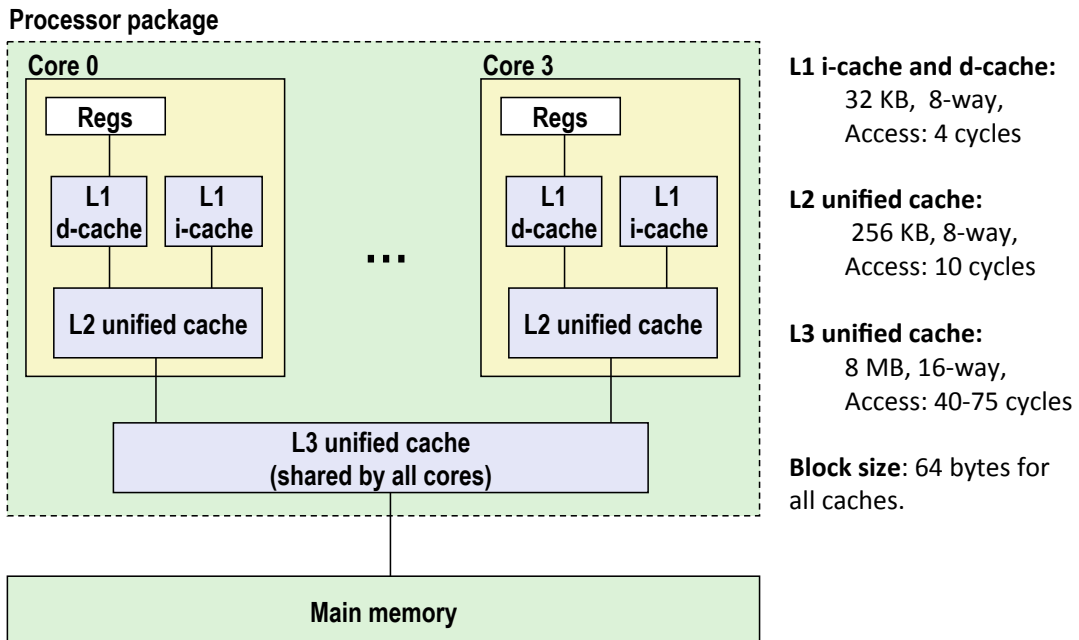 Processor package
Core 0
Regs
L1
d-cache
L1
i-cache
L2 unified cache
...
Core 3
Regs
L1
d-cache
L1
i-cache
L2 unified cache
L3 unified cache
(shared by all cores)
Main memory
L1 i-cache and d-cache:
32 KB, 8-way,
Access: 4 cycles
L2 unified cache:
256 KB, 8-way,
Access: 10 cycles
L3 unified cache:
8 MB, 16-way,
Access: 40-75 cycles
Block size: 64 bytes for
all caches.